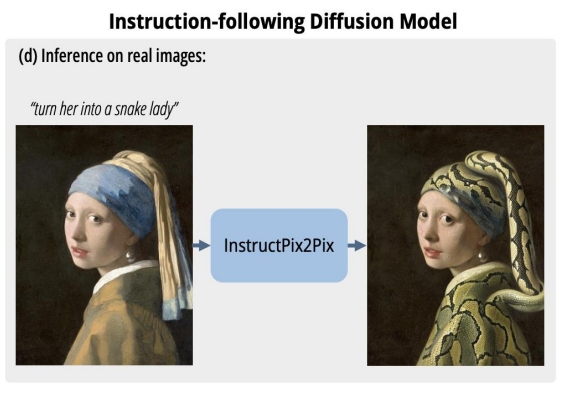 Instruction-following Diffusion Model
(d) Inference on real images:
"turn her into a snake lady"
InstructPix2Pix